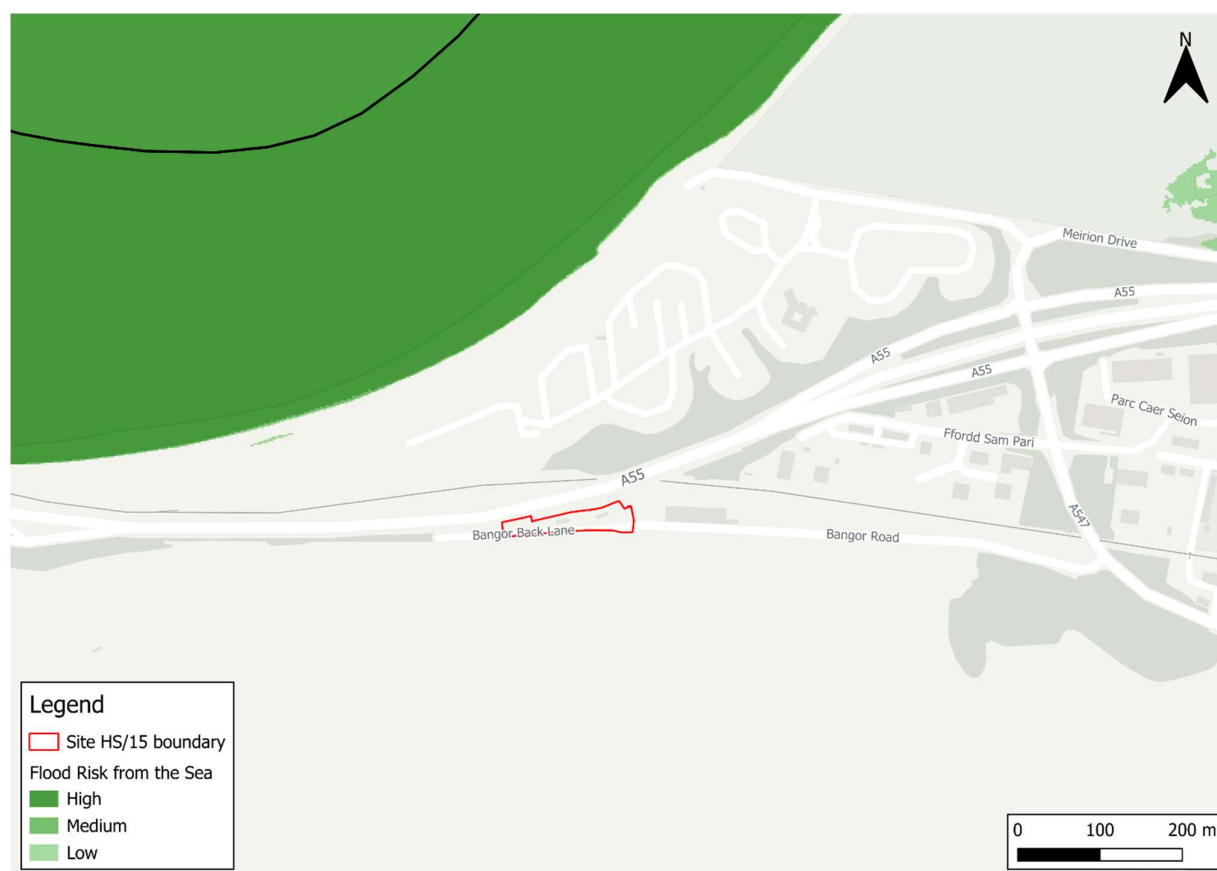 N
Meirion Drive
A55
A55
A55
Parc Caer Seion
Ffordd Sam Pari
A55
A547
Bangor Back Lane
Bangor Road
Legend
Site HS/15 boundary
Flood Risk from the Sea
High
Medium
Low
0 100 200 m